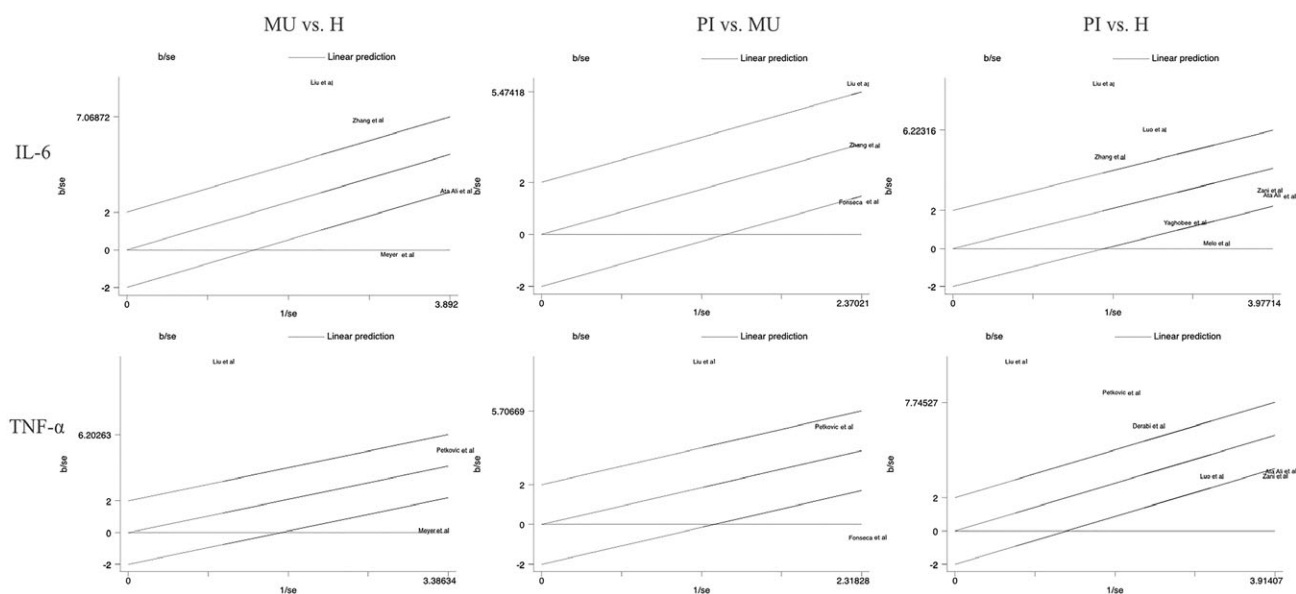 MU vs. H
PI vs. MU
PI vs. H
IL-6
b/se
Linear prediction
Liu et al
7.06872
Zhang et al
b/se
Ata Ali et al
2
0
Meyer et al
-2
0
3.892
1/se
b/se
Linear prediction
Liu et al
5.47418
Zhang et al
b/se
2
Fonseca et al
0
-2
0
2.37021
1/se
b/se
Linear prediction
Liu et al
6.22316
Luo et al
Zhang et al
b/se
Zani et al
Ata Ali et al
2
Yaghobee et al
0
Melo et al
-2
0
3.97714
1/se
TNF-α
b/se
Linear prediction
Liu et al
6.20263
Petkovic et al
b/se
2
0
Meyer et al
-2
0
3.38634
1/se
b/se
Linear prediction
Liu et al
5.70669
Petkovic et al
b/se
2
0
Fonseca et al
-2
0
2.31828
1/se
b/se
Linear prediction
Liu et al
Petkovic et al
7.74527
Derabi et al
b/se
Ata Ali et al
Luo et al
Zani et al
2
0
-2
0
3.91407
1/se